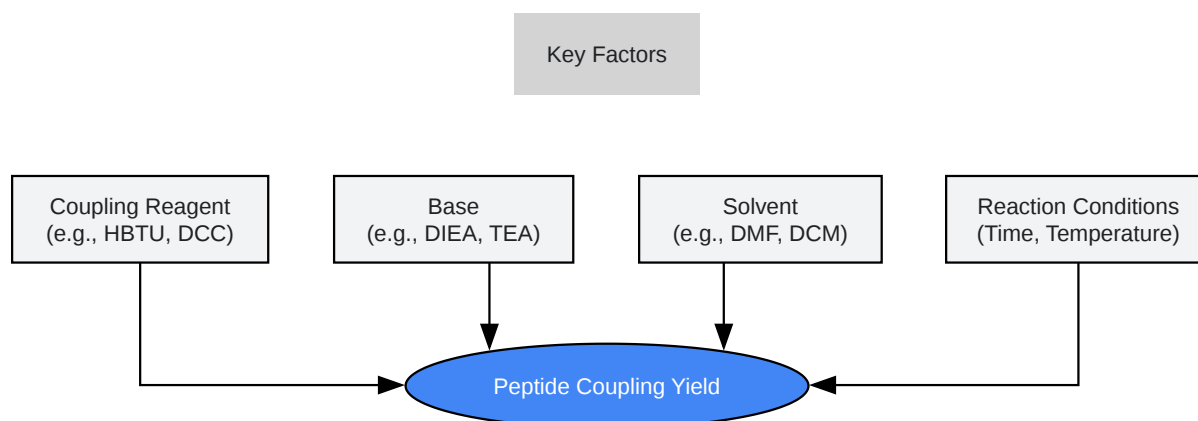 Key Factors
Coupling Reagent
(e.g., HBTU, DCC)
Base
(e.g., DIEA, TEA)
Solvent
(e.g., DMF, DCM)
Reaction Conditions
(Time, Temperature)
Peptide Coupling Yield